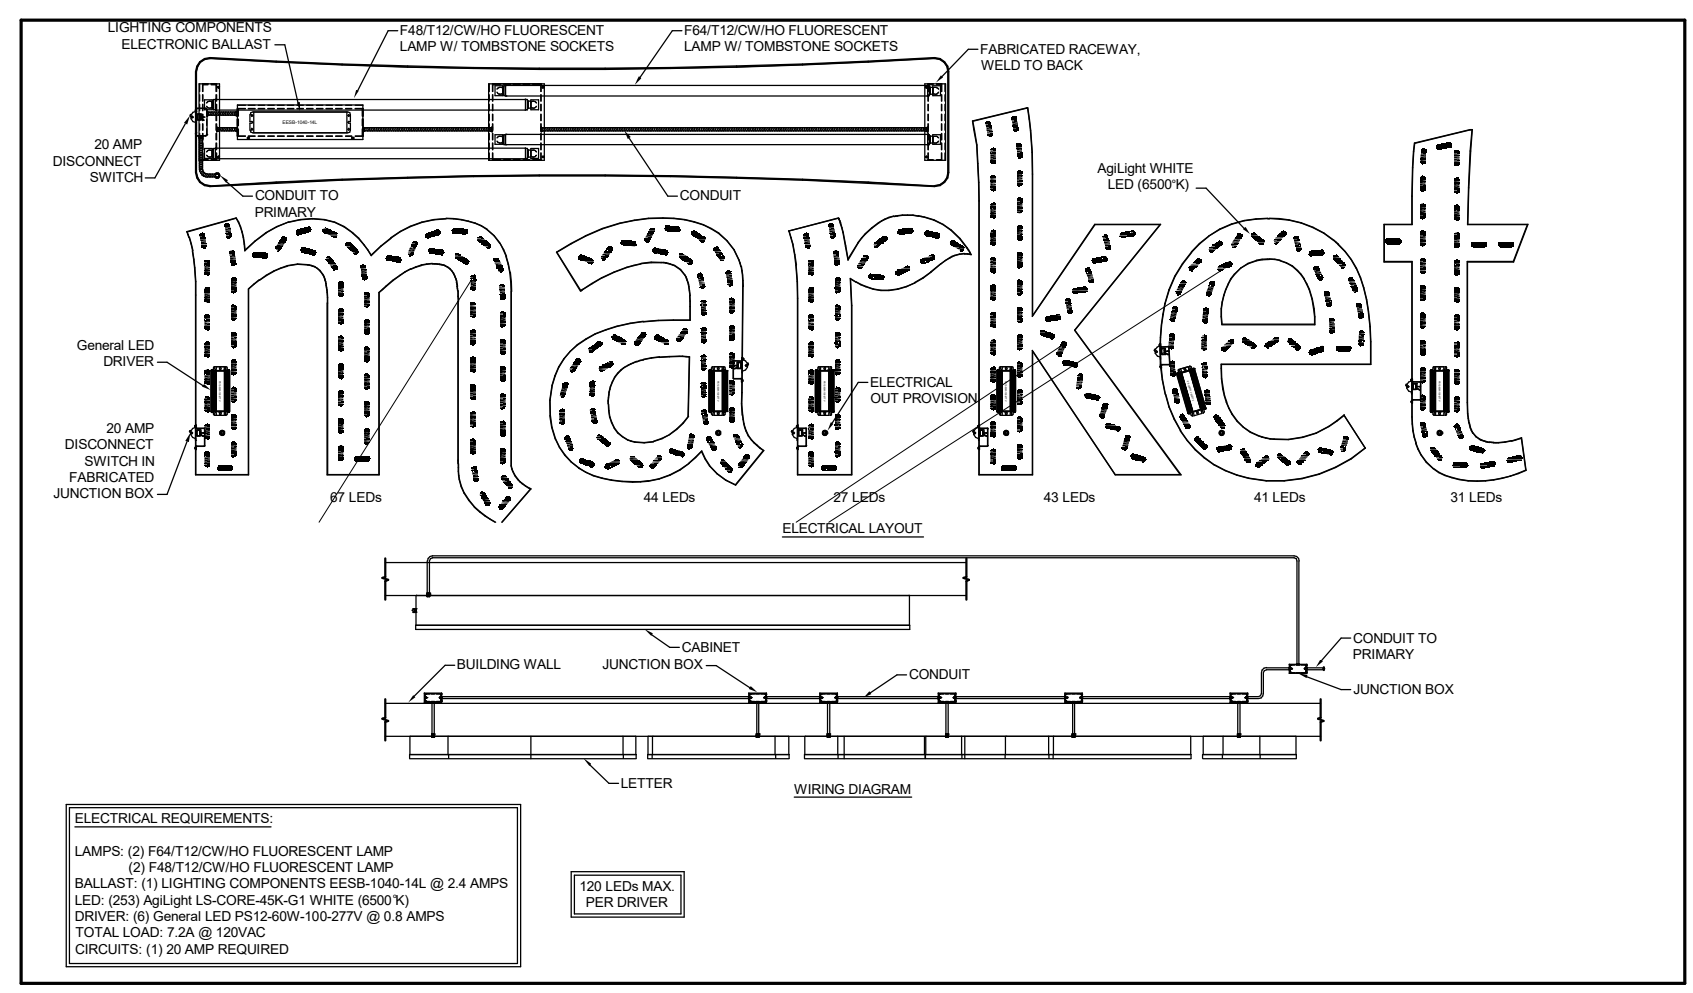 LIGHTING COMPONENTS
ELECTRONIC BALLAST
F48/T12/CW/HO FLUORESCENT
LAMP W/ TOMBSTONE SOCKETS
F64/T12/CW/HO FLUORESCENT
LAMP W/ TOMBSTONE SOCKETS
FABRICATED RACEWAY,
WELD TO BACK
EESB-1040-14L
20 AMP
DISCONNECT
SWITCH
CONDUIT TO
PRIMARY
CONDUIT
AgiLight WHITE
LED (6500°K)
market
General LED
DRIVER
ELECTRICAL
OUT PROVISION
20 AMP
DISCONNECT
SWITCH IN
FABRICATED
JUNCTION BOX
67 LEDs
44 LEDs
27 LEDs
43 LEDs
41 LEDs
31 LEDs
ELECTRICAL LAYOUT
CABINET
BUILDING WALL
JUNCTION BOX
CONDUIT
CONDUIT TO
PRIMARY
JUNCTION BOX
LETTER
WIRING DIAGRAM
ELECTRICAL REQUIREMENTS:
LAMPS: (2) F64/T12/CW/HO FLUORESCENT LAMP
(2) F48/T12/CW/HO FLUORESCENT LAMP
BALLAST: (1) LIGHTING COMPONENTS EESB-1040-14L @ 2.4 AMPS
LED: (253) AgiLight LS-CORE-45K-G1 WHITE (6500°K)
DRIVER: (6) General LED PS12-60W-100-277V @ 0.8 AMPS
TOTAL LOAD: 7.2A @ 120VAC
CIRCUITS: (1) 20 AMP REQUIRED
120 LEDs MAX.
PER DRIVER